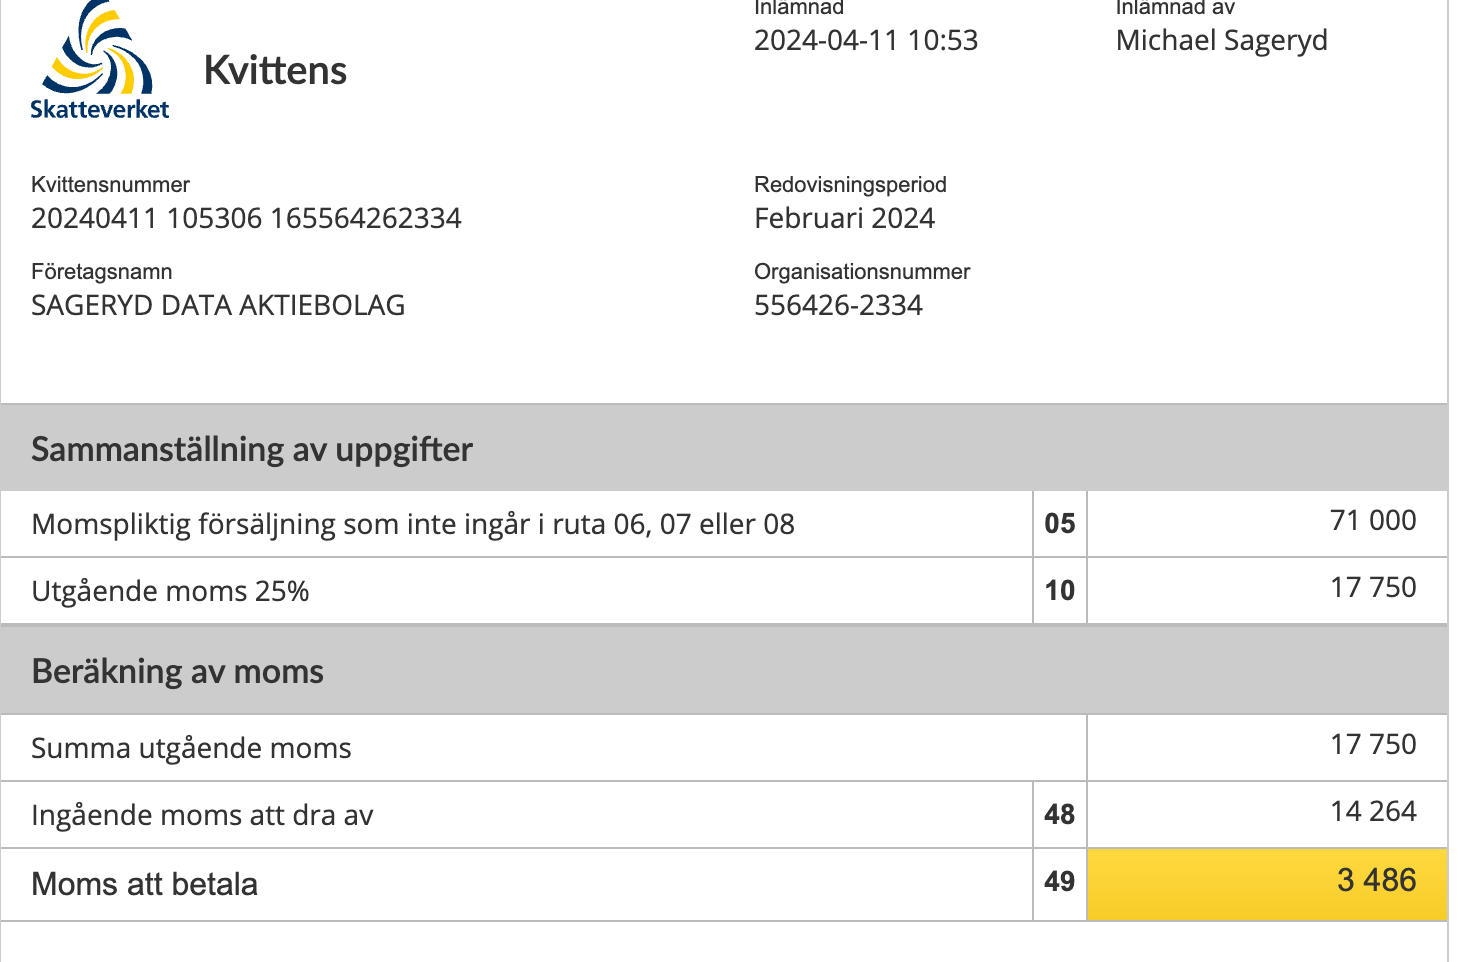 Inlämnad
Inlämnad av
2024-04-11 10:53
Michael Sageryd
Kvittens
Skatteverket
Kvittensnummer
Redovisningsperiod
20240411 105306 165564262334
Februari 2024
Företagsnamn
Organisationsnummer
SAGERYD DATA AKTIEBOLAG
556426-2334
Sammanställning av uppgifter
Momspliktig försäljning som inte ingår i ruta 06, 07 eller 08 05 71 000
Utgående moms 25% 10 17 750
Beräkning av moms
Summa utgående moms 17 750
Ingående moms att dra av 48 14 264
Moms att betala 49 3 486